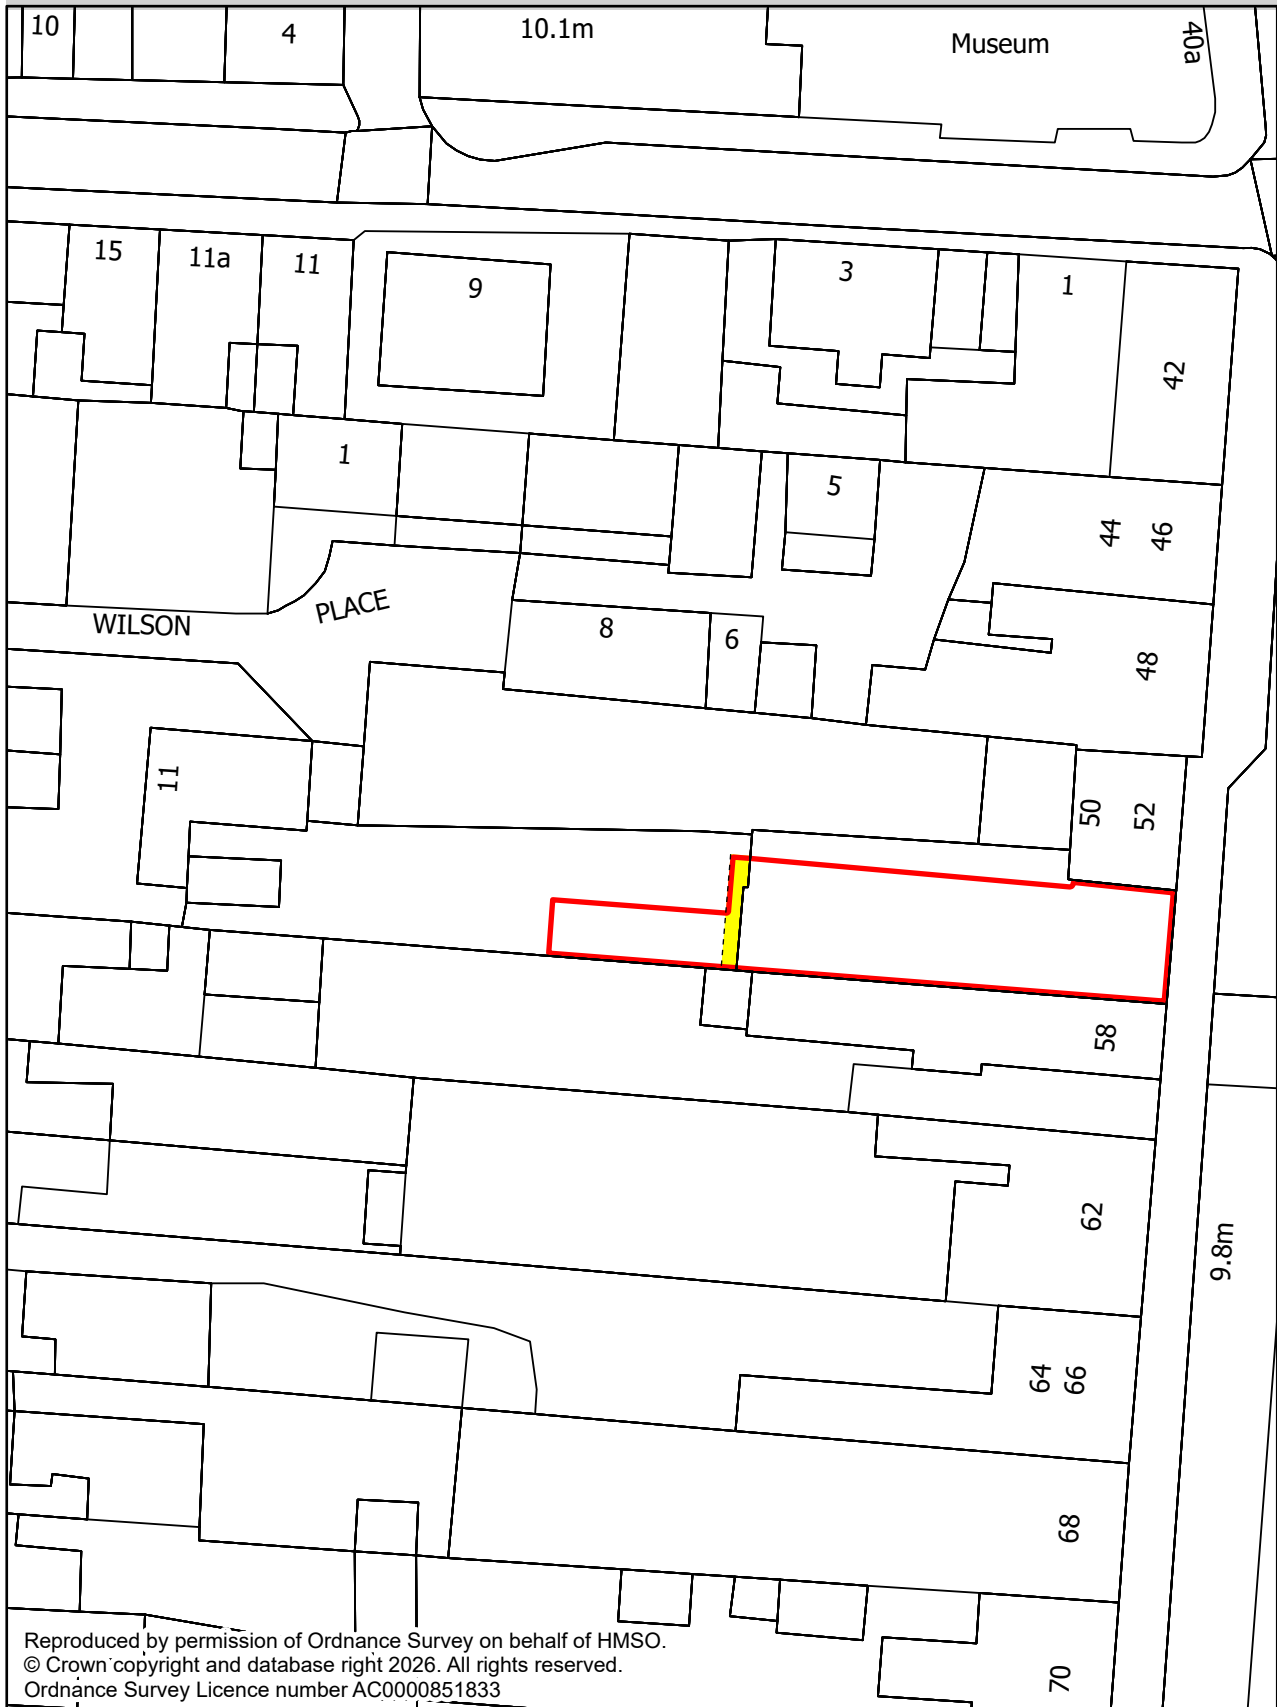 10
4
10.1m
Museum
40a
15
11a
11
9
3
1
42
1
5
44
46
WILSON
PLACE
8
6
48
11
50
52
58
62
9.8m
64
66
68
70
Reproduced by permission of Ordnance Survey on behalf of HMSO.
© Crown copyright and database right 2026. All rights reserved.
Ordnance Survey Licence number AC0000851833